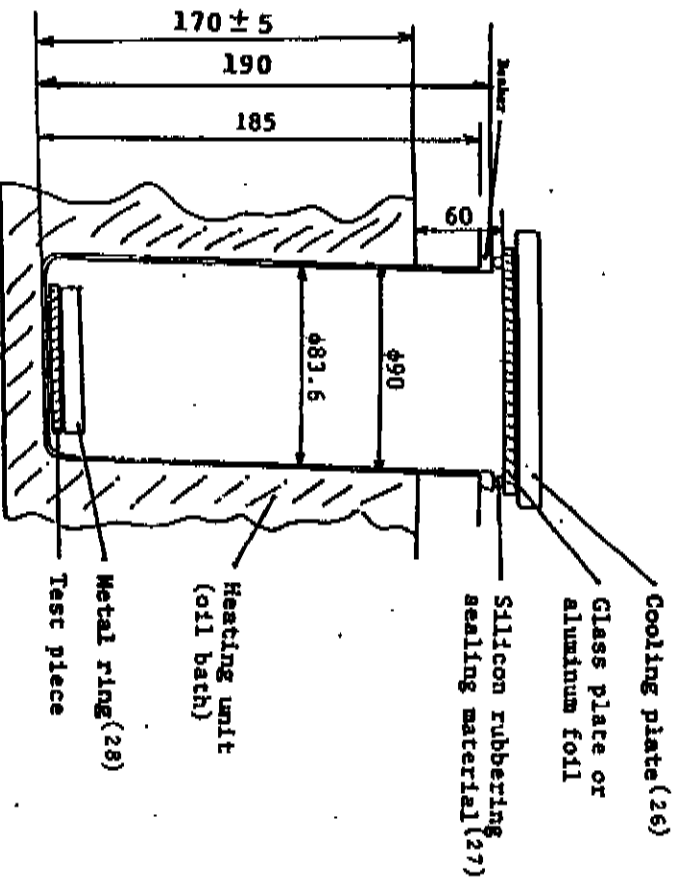 170 ± 5
190
185
60
Beaker
φ90
φ83.6
Cooling plate(26)
Glass plate or
aluminum foil
Silicon rubbering
sealing material(27)
Heating unit
(oil bath)
Metal ring(28)
Test piece